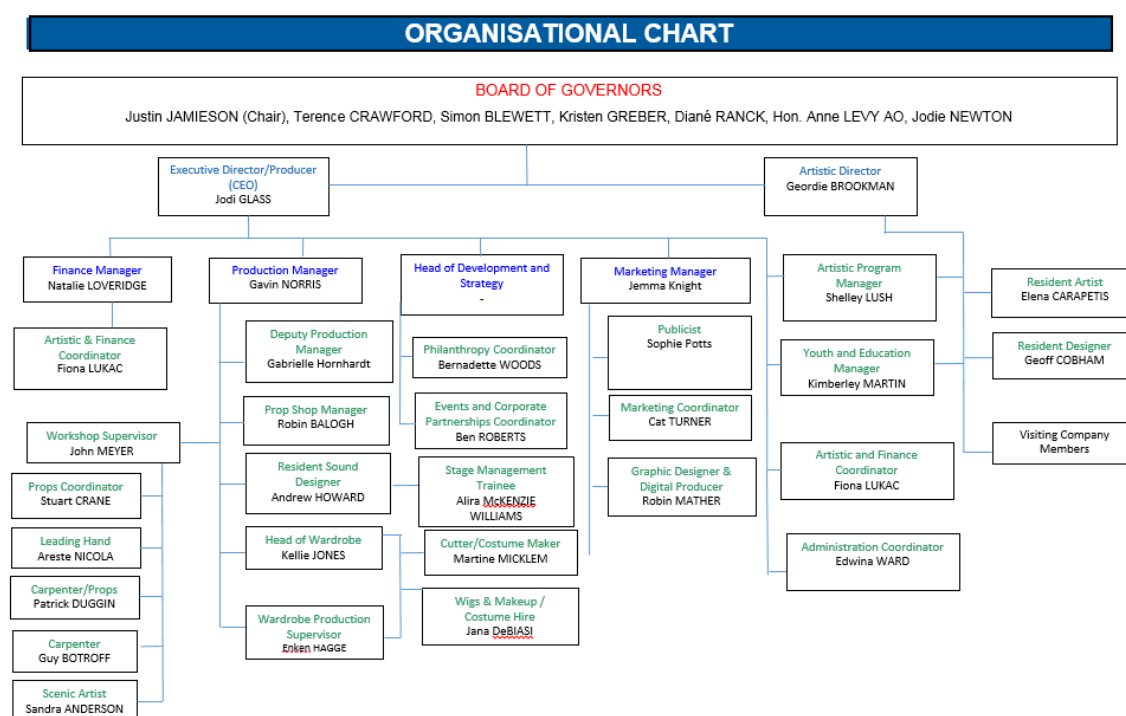 ORGANISATIONAL CHART
BOARD OF GOVERNORS
Justin JAMIESON (Chair), Terence CRAWFORD, Simon BLEWETT, Kristen GREBER, Diané RANCK, Hon. Anne LEVY AO, Jodie NEWTON
Executive Director/Producer
(CEO)
Jodi GLASS
Artistic Director
Geordie BROOKMAN
Finance Manager
Natalie LOVERIDGE
Production Manager
Gavin NORRIS
Head of Development and
Strategy
-
Marketing Manager
Jemma Knight
Artistic Program
Manager
Shelley LUSH
Resident Artist
Elena CARAPETIS
Artistic & Finance
Coordinator
Fiona LUKAC
Deputy Production
Manager
Gabrielle Hornhardt
Philanthropy Coordinator
Bernadette WOODS
Publicist
Sophie Potts
Youth and Education
Manager
Kimberley MARTIN
Resident Designer
Geoff COBHAM
Prop Shop Manager
Robin BALOGH
Events and Corporate
Partnerships Coordinator
Ben ROBERTS
Marketing Coordinator
Cat TURNER
Visiting Company
Members
Workshop Supervisor
John MEYER
Resident Sound
Designer
Andrew HOWARD
Stage Management
Trainee
Alira McKENZIE
WILLIAMS
Graphic Designer &
Digital Producer
Robin MATHER
Artistic and Finance
Coordinator
Fiona LUKAC
Props Coordinator
Stuart CRANE
Leading Hand
Areste NICOLA
Head of Wardrobe
Kellie JONES
Cutter/Costume Maker
Martine MICKLEM
Administration Coordinator
Edwina WARD
Carpenter/Props
Patrick DUGGIN
Wardrobe Production
Supervisor
Enken HAGGE
Wigs & Makeup /
Costume Hire
Jana DeBIASI
Carpenter
Guy BOTROFF
Scenic Artist
Sandra ANDERSON